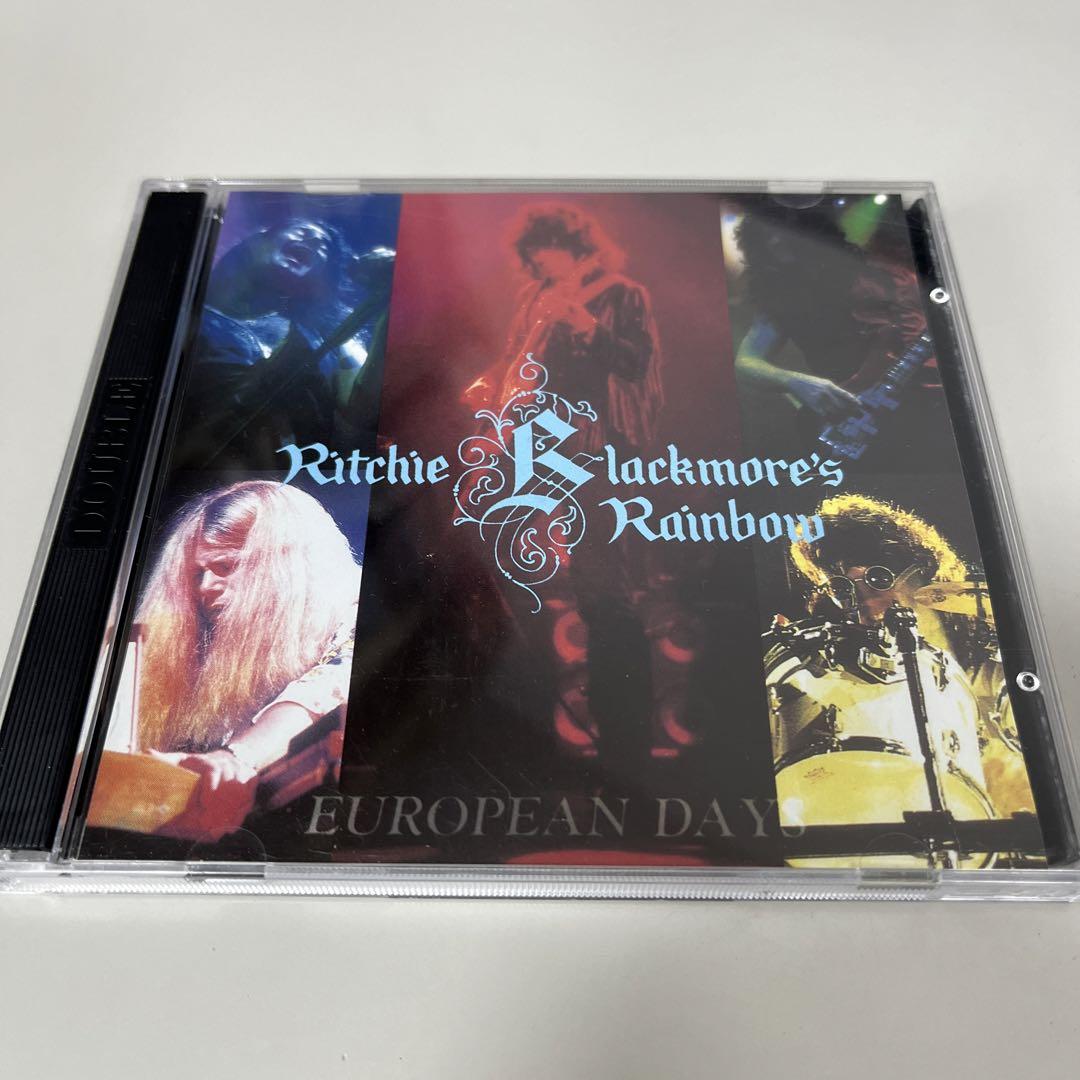 Ritchie Blackmore's
Rainbow
EUROPEAN DAYS
DOUBLE